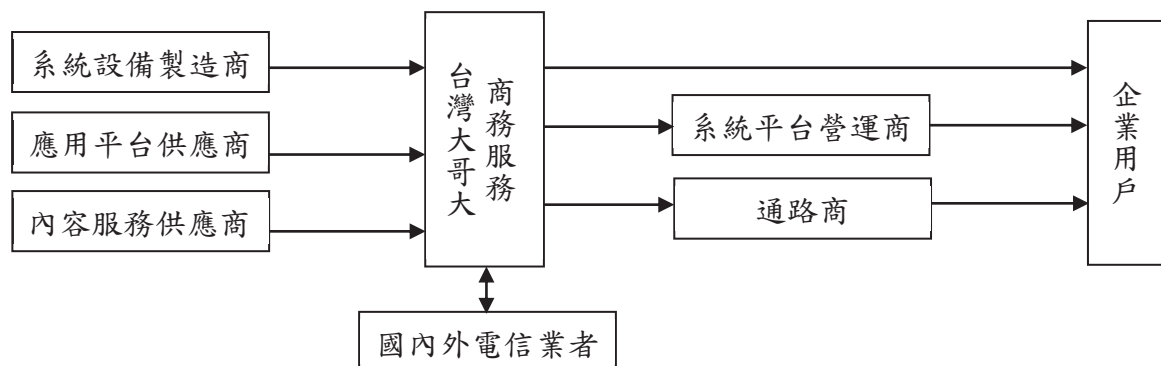 系統設備製造商
應用平台供應商
內容服務供應商
台灣大哥大
商務服務
系統平台營運商
通路商
企業用戶
國內外電信業者